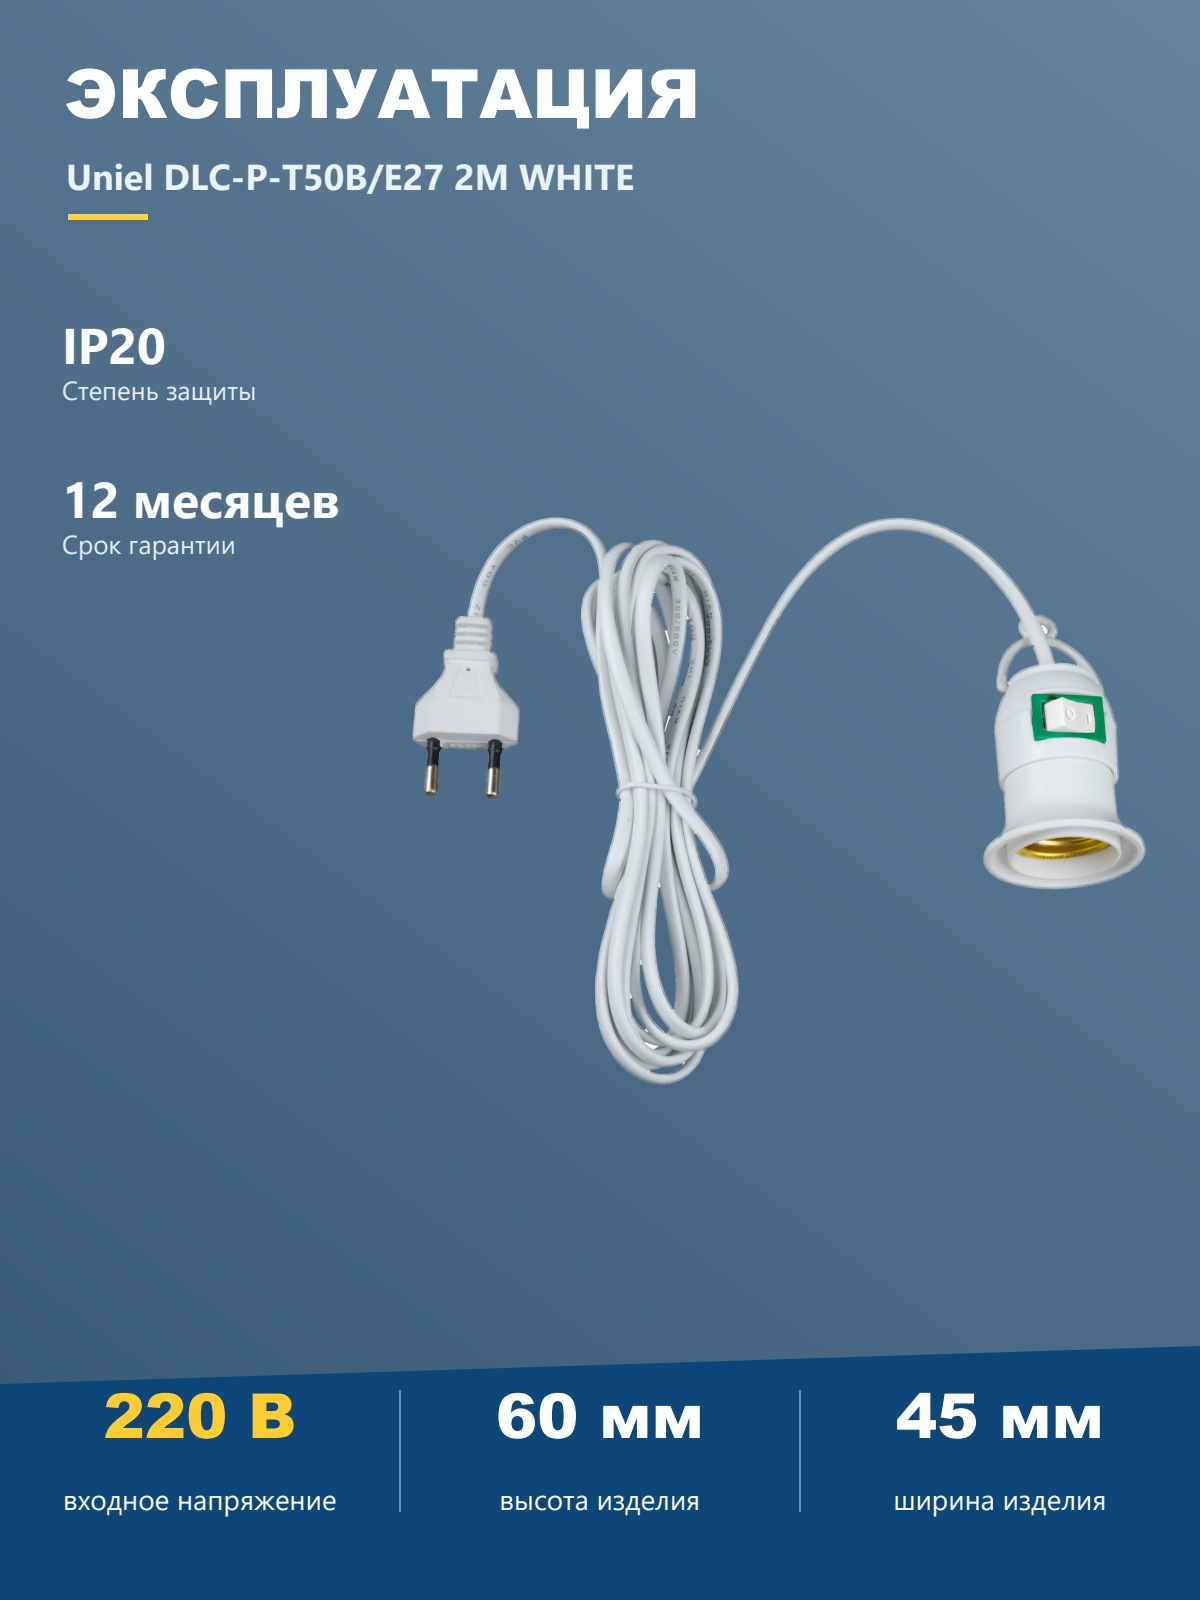 ЭКСПЛУАТАЦИЯ
Uniel DLC-P-T50B/E27 2M WHITE
IP20
Степень защиты
12 месяцев
Срок гарантии
220 В
входное напряжение
60 мм
высота изделия
45 мм
ширина изделия